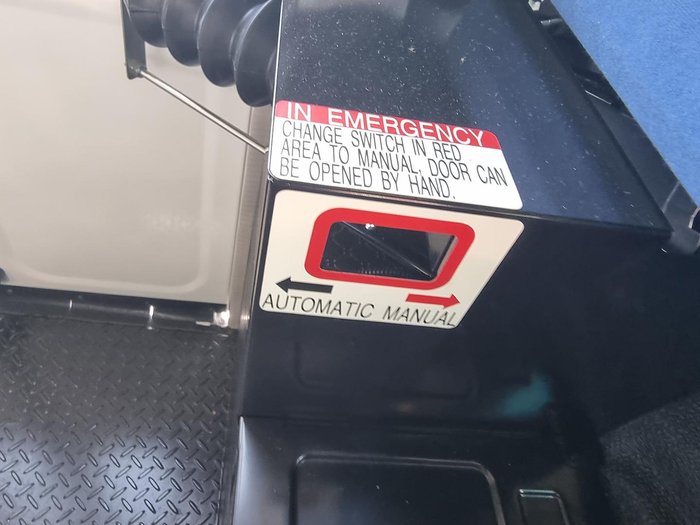 IN EMERGENCY
CHANGE SWITCH IN RED
AREA TO MANUAL, DOOR CAN
BE OPENED BY HAND.
AUTOMATIC MANUAL